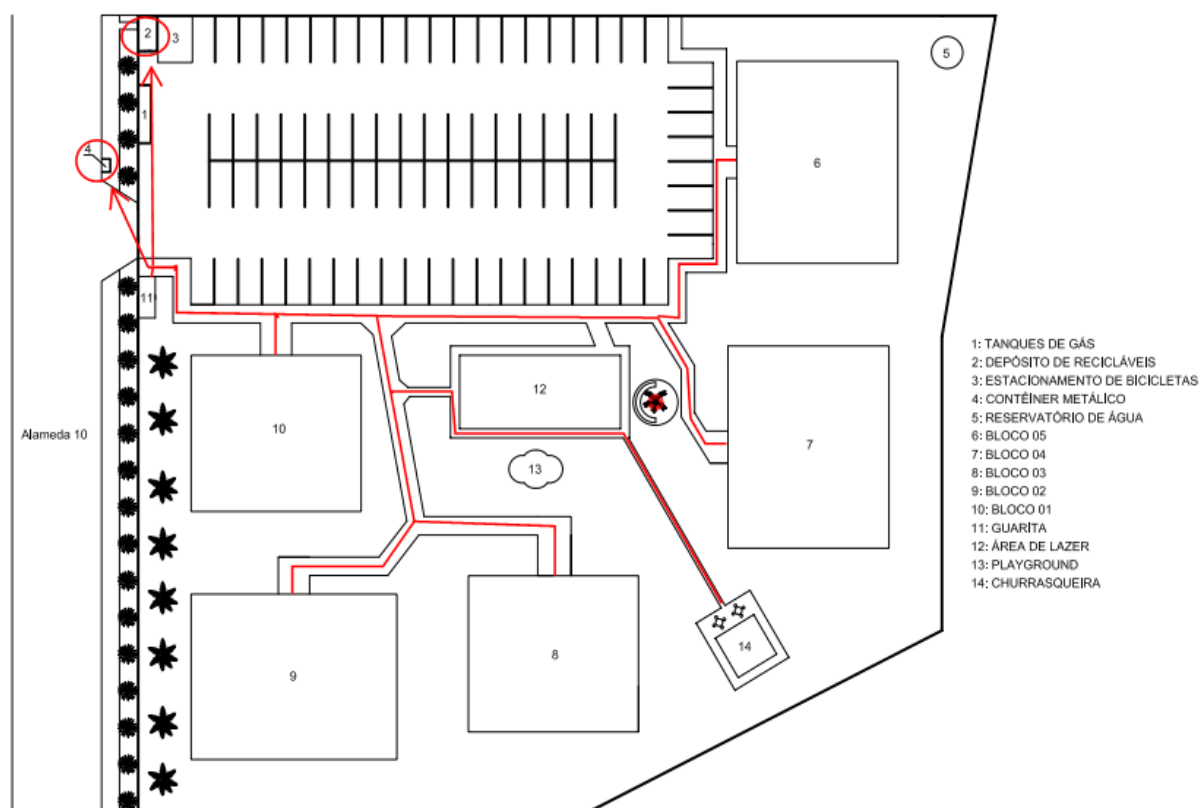 2
3
5
1
4
6
11
12
10
Alameda 10
7
13
8
9
14
1: TANQUES DE GÁS
2: DEPÓSITO DE RECICLÁVEIS
3: ESTACIONAMENTO DE BICICLETAS
4: CONTÊINER METÁLICO
5: RESERVATÓRIO DE ÁGUA
6: BLOCO 05
7: BLOCO 04
8: BLOCO 03
9: BLOCO 02
10: BLOCO 01
11: GUARÍTA
12: ÁREA DE LAZER
13: PLAYGROUND
14: CHURRASQUEIRA